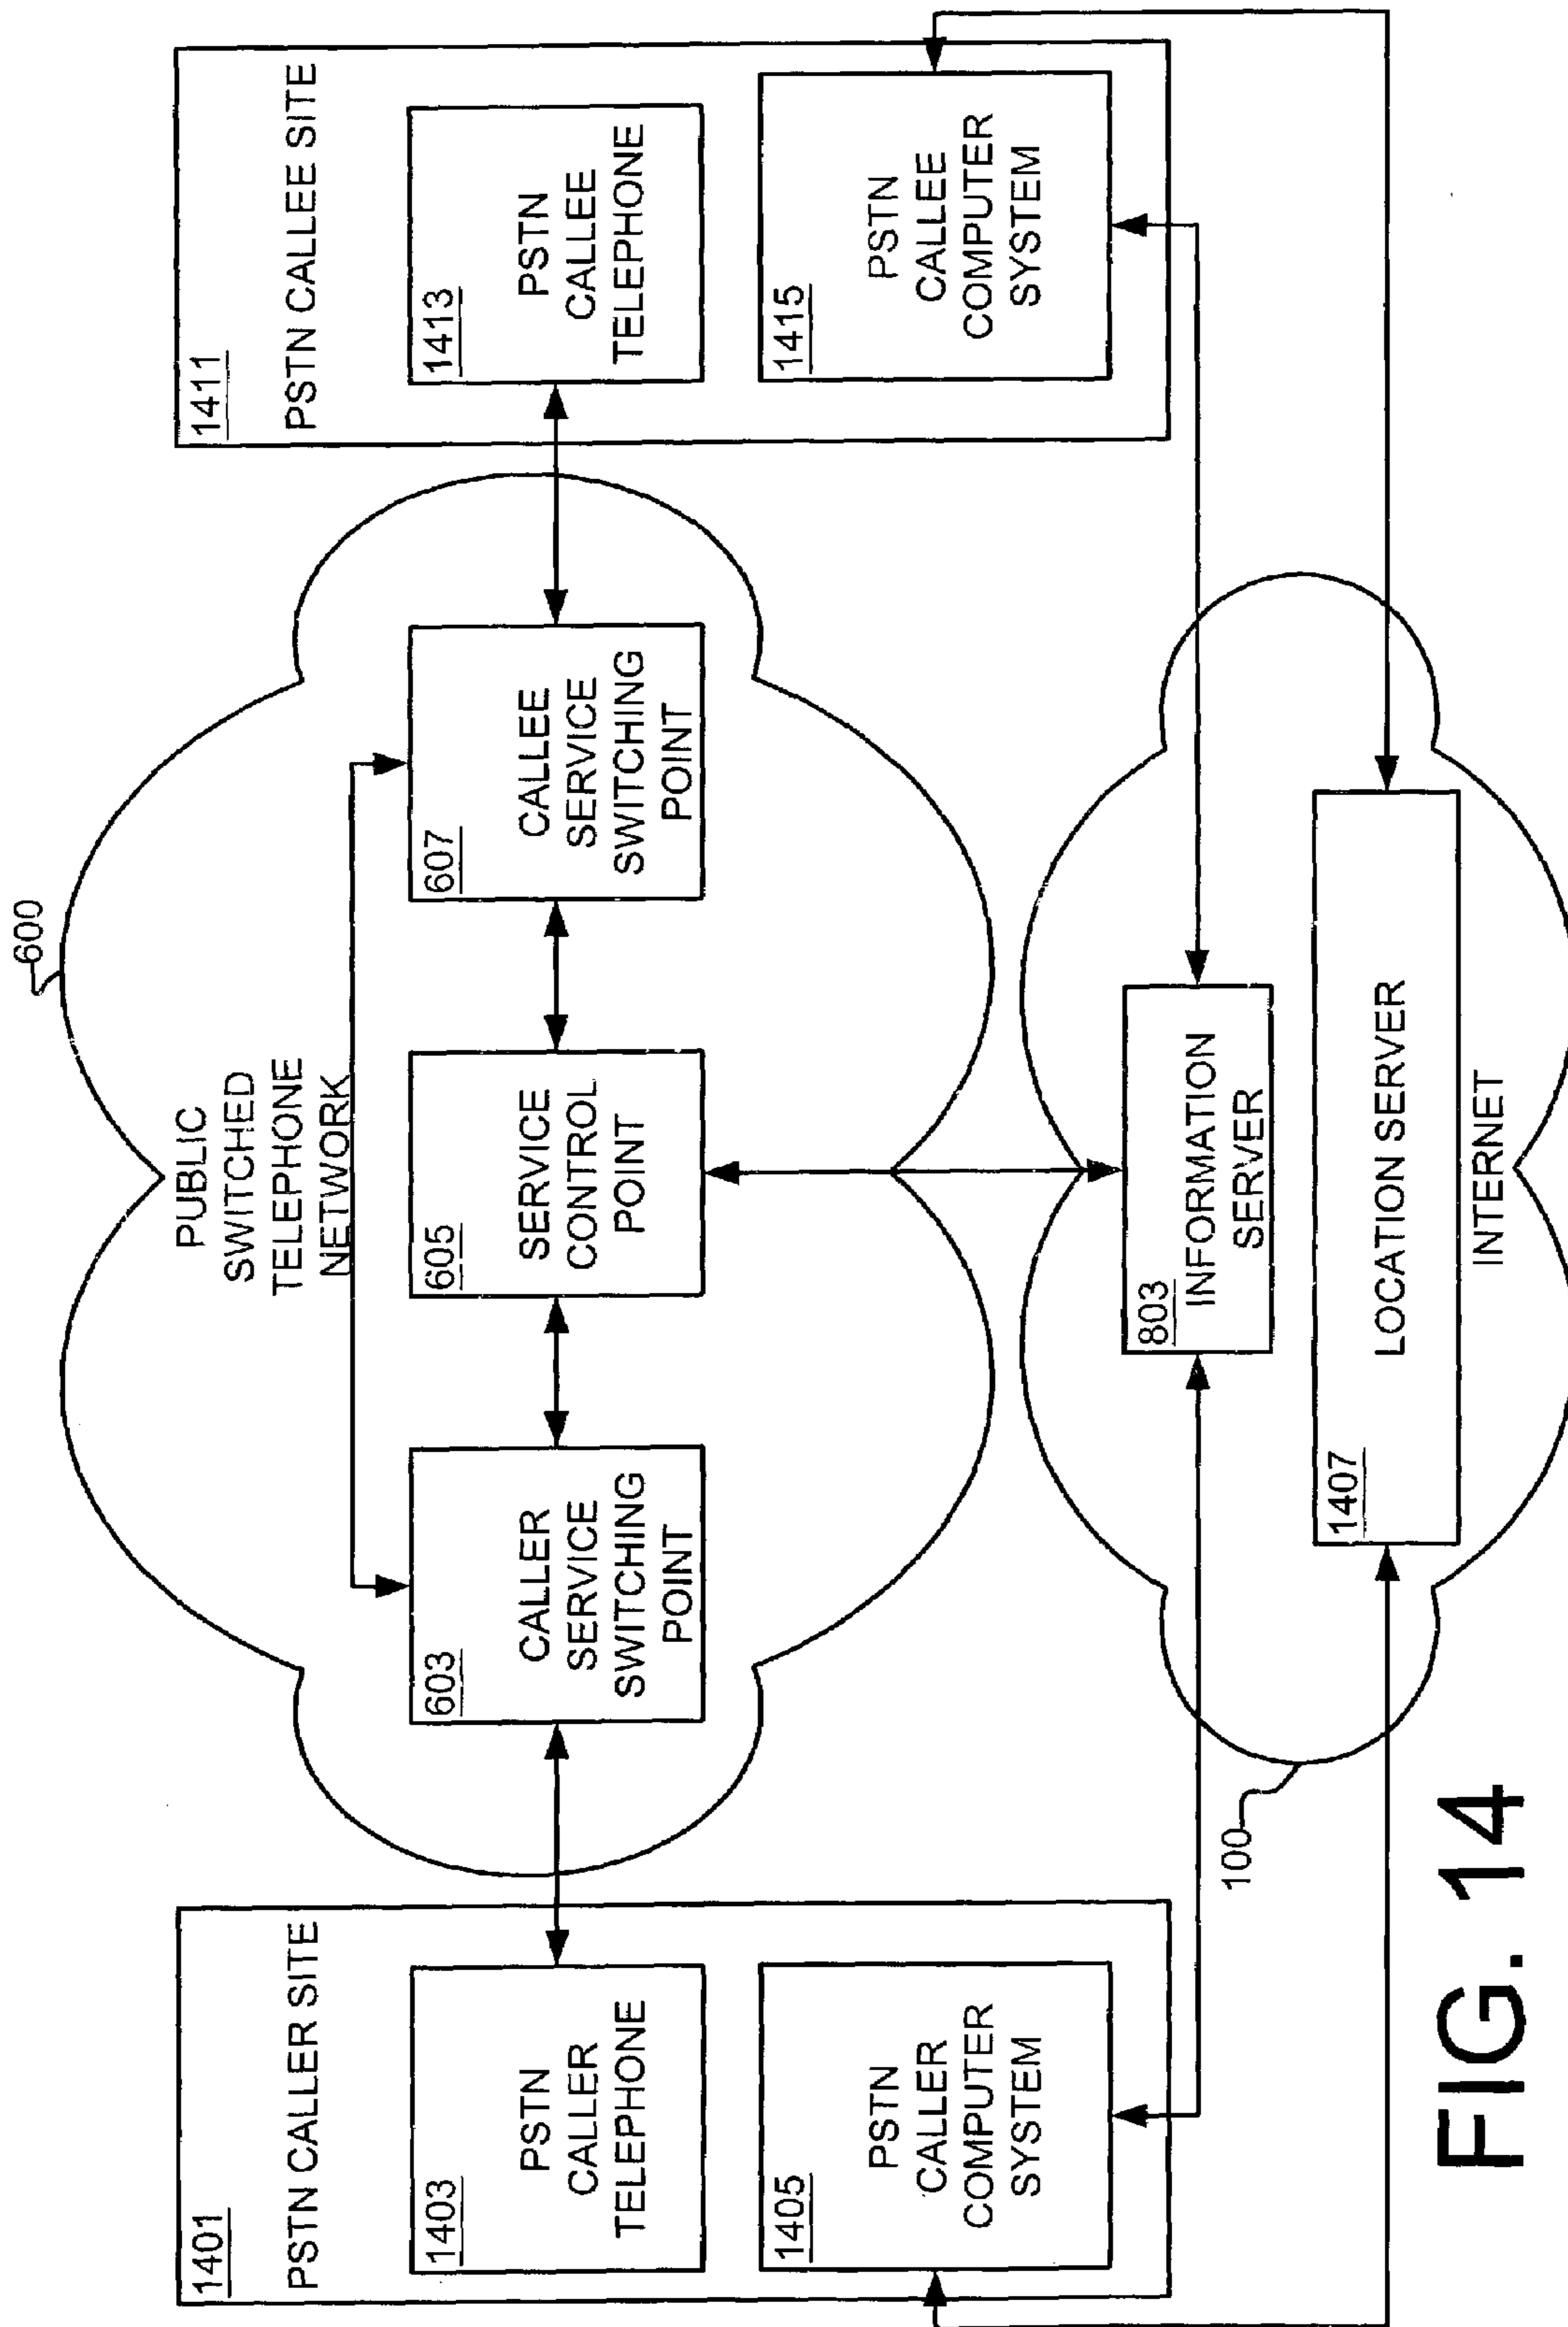 600
PUBLIC
SWITCHED
TELEPHONE
NETWORK
1401
PSTN CALLER SITE
1403
PSTN
CALLER
TELEPHONE
1405
PSTN
CALLER
COMPUTER
SYSTEM
603
CALLER
SERVICE
SWITCHING
POINT
605
SERVICE
CONTROL
POINT
607
CALLEE
SERVICE
SWITCHING
POINT
1411
PSTN CALLEE SITE
1413
PSTN
CALLEE
TELEPHONE
1415
PSTN
CALLEE
COMPUTER
SYSTEM
100
803
INFORMATION
SERVER
1407
LOCATION SERVER
INTERNET
FIG. 14